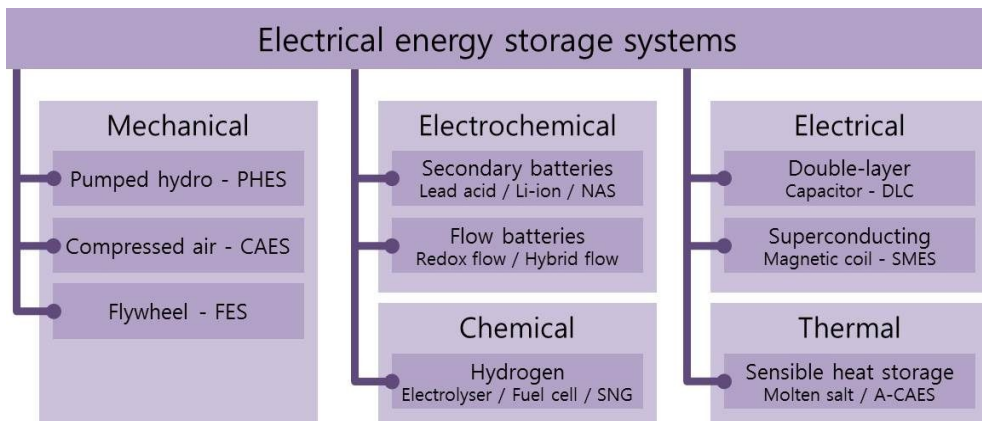 Electrical energy storage systems
Mechanical
Pumped hydro - PHES
Compressed air - CAES
Flywheel - FES
Electrochemical
Secondary batteries
Lead acid / Li-ion / NAS
Flow batteries
Redox flow / Hybrid flow
Chemical
Hydrogen
Electrolyser / Fuel cell / SNG
Electrical
Double-layer
Capacitor - DLC
Superconducting
Magnetic coil - SMES
Thermal
Sensible heat storage
Molten salt / A-CAES